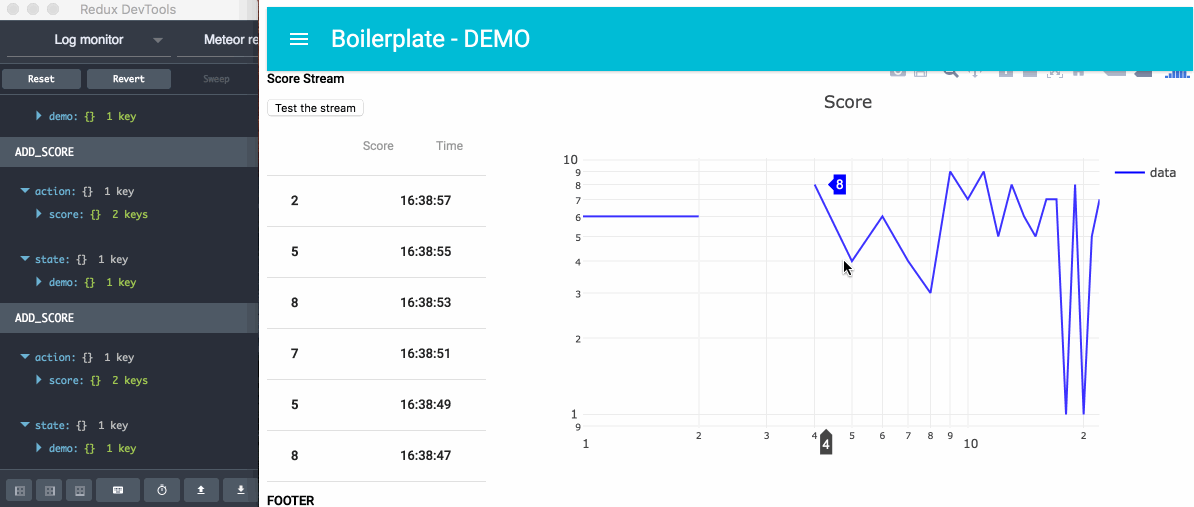 Redux DevTools
Log monitor
Meteor re
Reset
Revert
Sweep
demo: {} 1 key
ADD_SCORE
action: {} 1 key
score: {} 2 keys
state: {} 1 key
demo: {} 1 key
ADD_SCORE
action: {} 1 key
score: {} 2 keys
state: {} 1 key
demo: {} 1 key
Boilerplate - DEMO
Score Stream
Test the stream
Score Time
2 16:38:57
5 16:38:55
8 16:38:53
7 16:38:51
5 16:38:49
8 16:38:47
FOOTER
Score
data
10
9
8
7
6
5
4
3
2
1
9
8
1 2 3 4 5 6 7 8 9 10 2
4